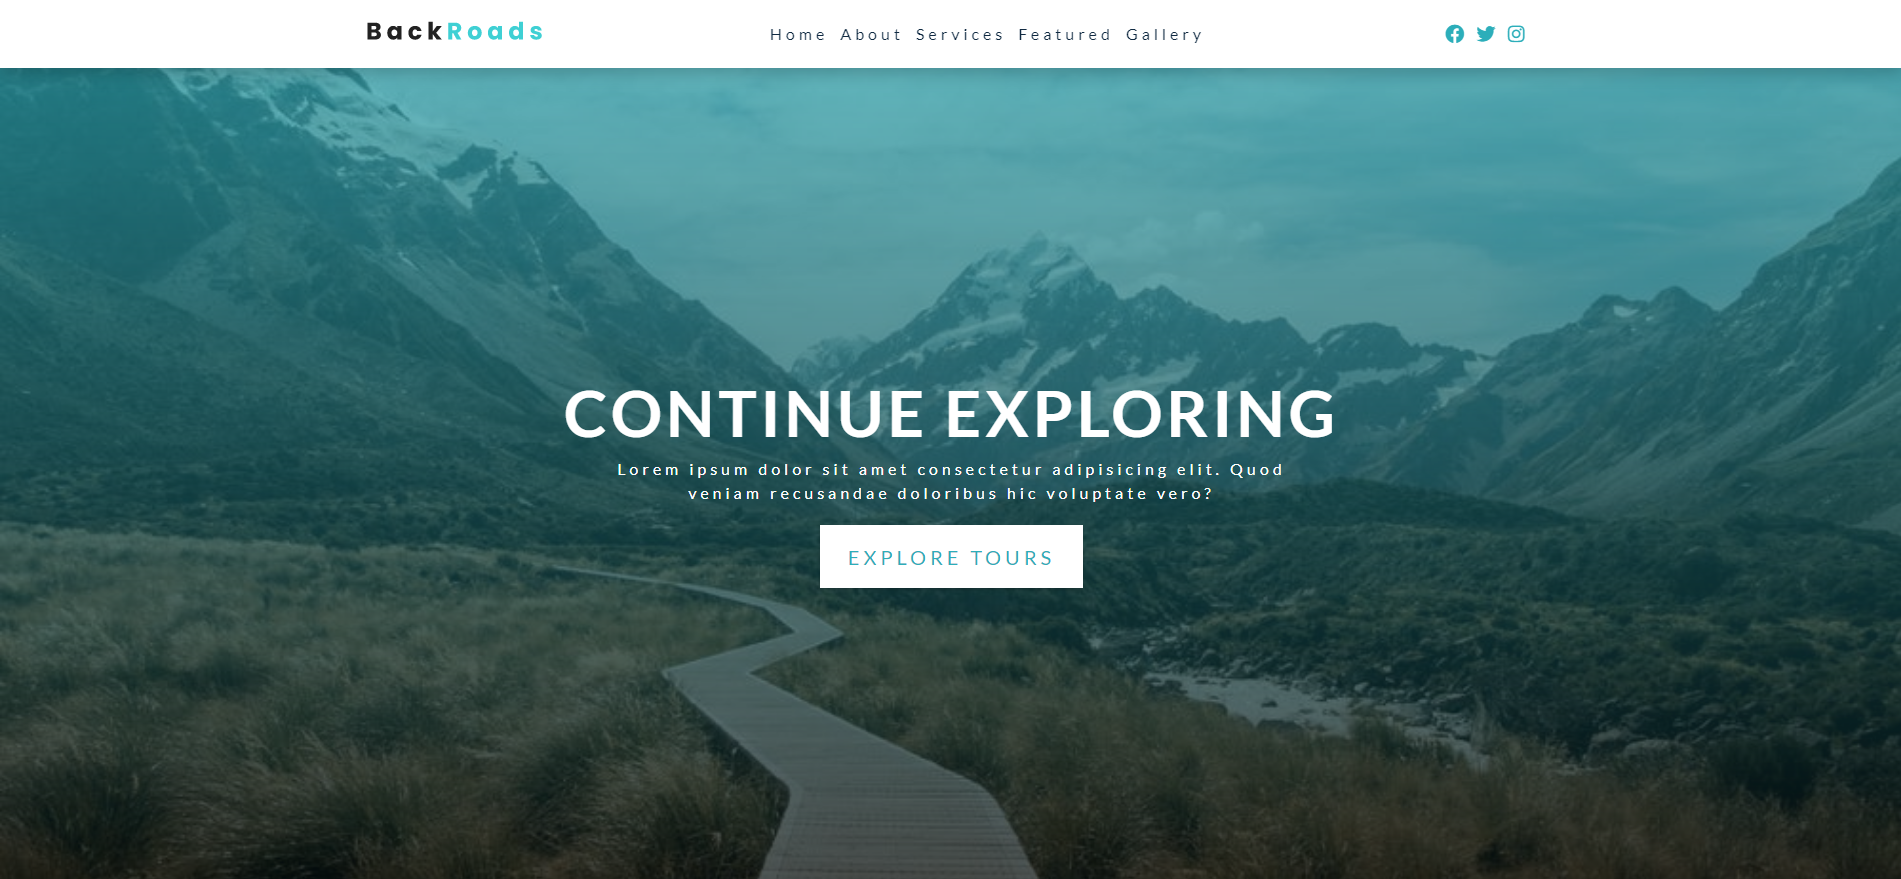 BackRoads
Home About Services Featured Gallery
CONTINUE EXPLORING
Lorem ipsum dolor sit amet consectetur adipisicing elit. Quod
veniam recusandae doloribus hic voluptate vero?
EXPLORE TOURS